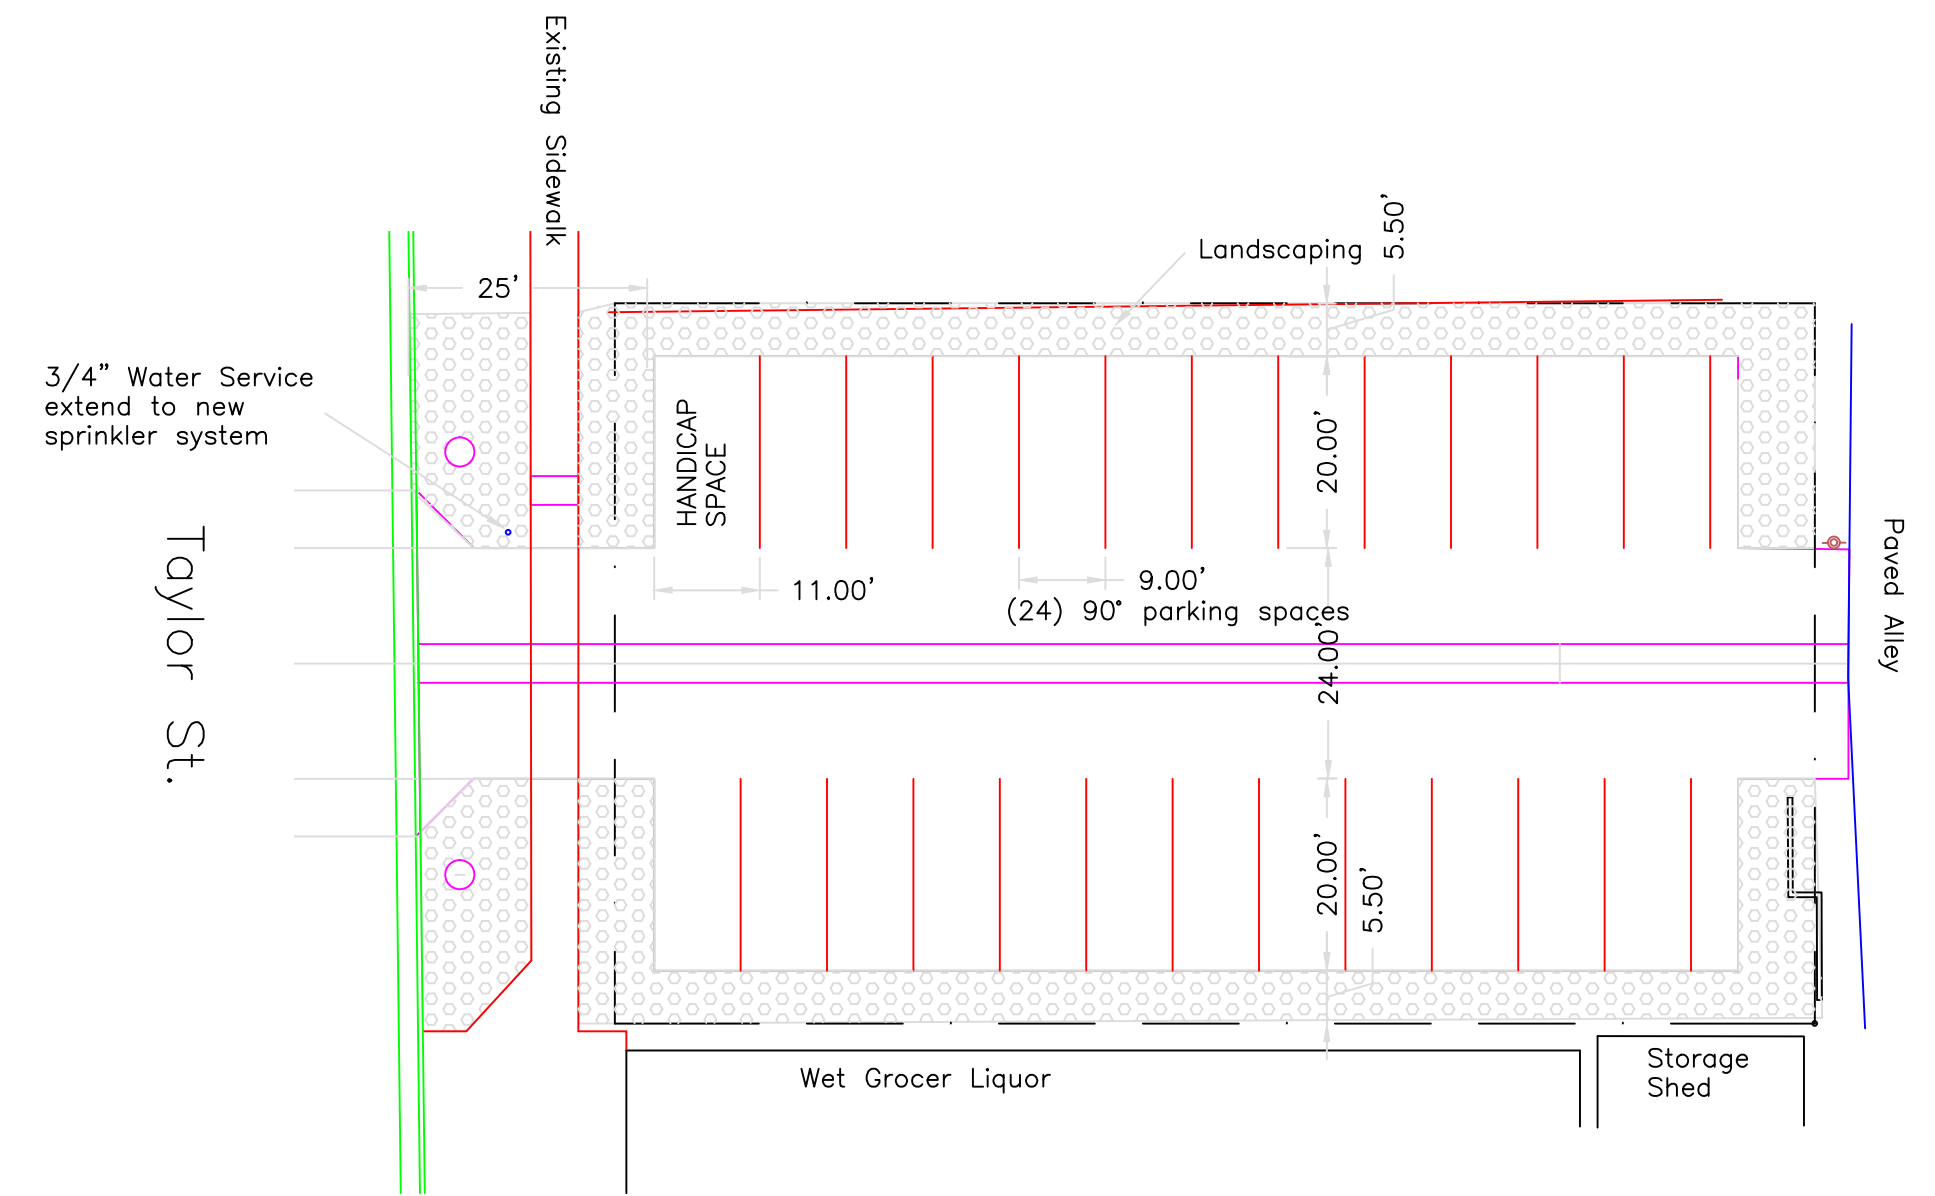 Existing Sidewalk
25'
Landscaping
5.50'
3/4" Water Service
extend to new
sprinkler system
HANDICAP
SPACE
20.00'
Taylor St.
11.00'
9.00'
(24) 90° parking spaces
24.00'
Paved Alley
20.00'
5.50'
Wet Grocer Liquor
Storage
Shed